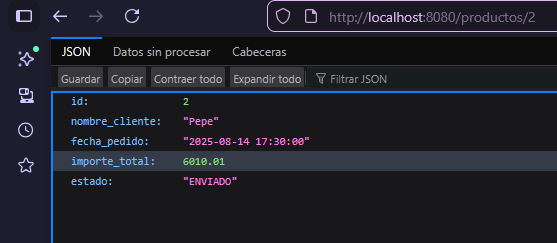 http://localhost:8080/productos/2
JSON Datos sin procesar Cabeceras
Guardar Copiar Contraer todo Expandir todo Filtrar JSON
id: 2
nombre_cliente: "Pepe"
fecha_pedido: "2025-08-14 17:30:00"
importe_total: 6010.01
estado: "ENVIADO"